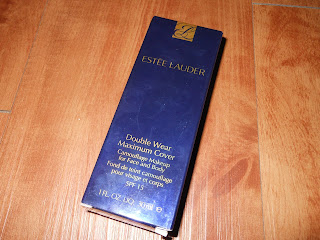 ESTĒE LAUDER
Double Wear
Maximum Cover
Camouflage Makeup
for Face and Body
Fond de teint camouflage
pour visage et corps
SPF 15
1 FL.OZ.LIQ. 30ml e